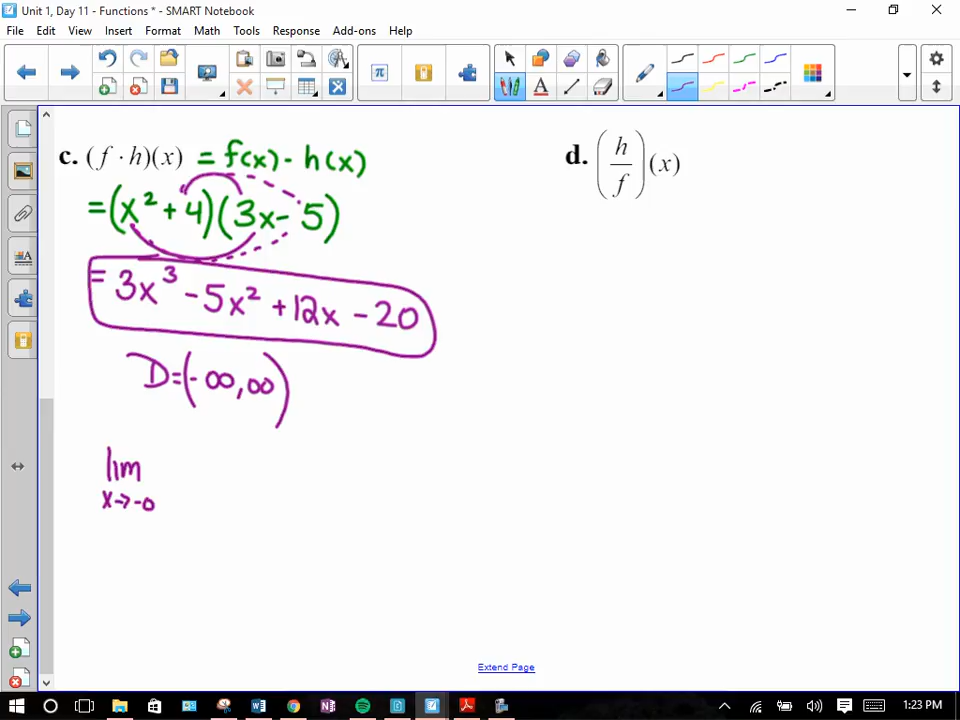 Unit 1, Day 11 - Functions * - SMART Notebook
File Edit View Insert Format Math Tools Response Add-ons Help
c. (f · h)(x) = f(x) - h(x)
= (x² + 4)(3x - 5)
= 3x³ - 5x² + 12x - 20
D = (-∞, ∞)
lim
x→-0
d. (h/f)(x)
Extend Page
1:23 PM